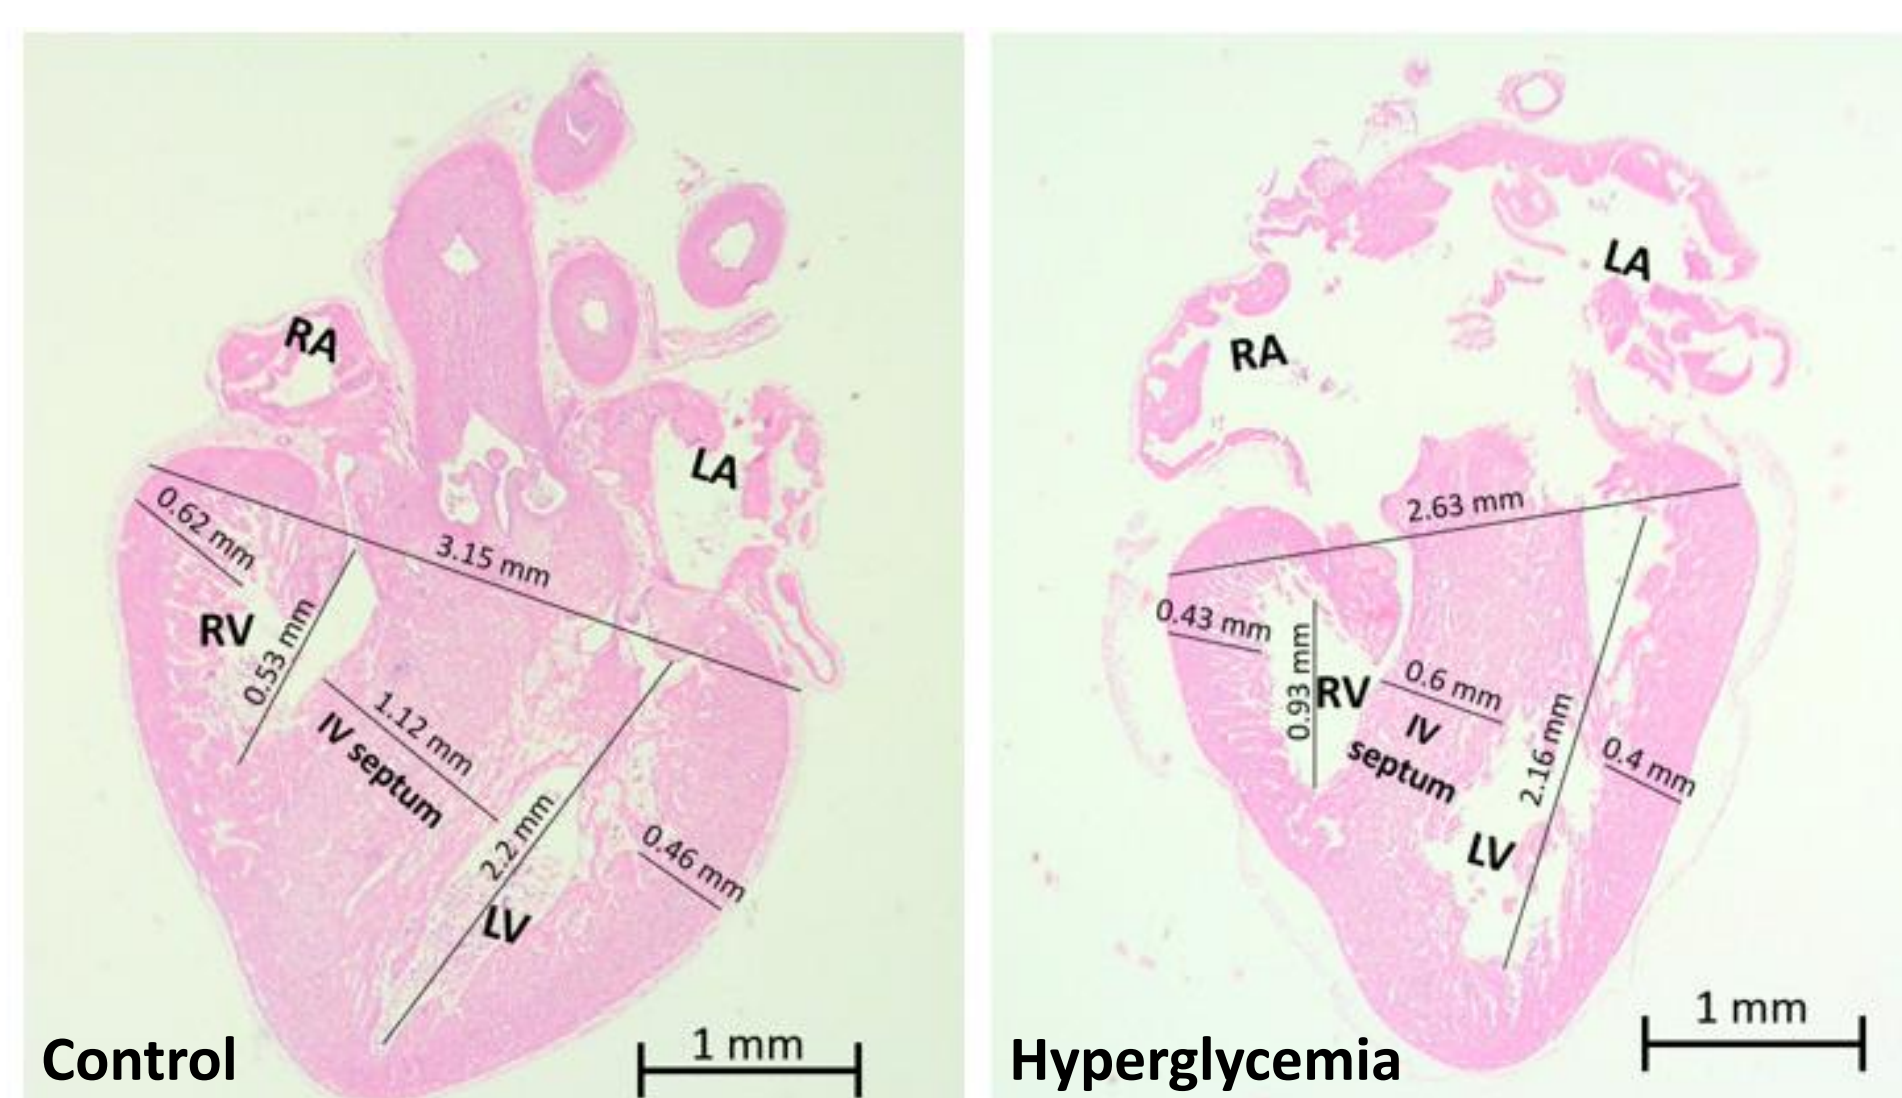 RA
LA
0.62 mm
3.15 mm
RV
0.53 mm
1.12 mm
IV septum
2.2 mm
0.46 mm
LV
Control
1 mm
LA
RA
2.63 mm
0.43 mm
0.93 mm
RV
0.6 mm
IV
septum
2.16 mm
0.4 mm
LV
Hyperglycemia
1 mm